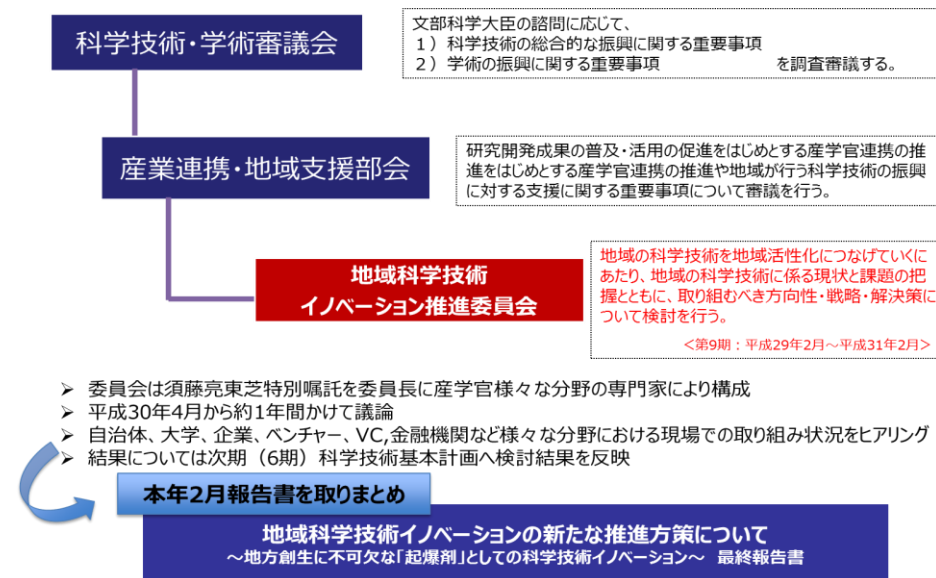 科学技術・学術審議会
文部科学大臣の諮問に応じて、
１）科学技術の総合的な振興に関する重要事項
２）学術の振興に関する重要事項　　　　　　　を調査審議する。
産業連携・地域支援部会
研究開発成果の普及・活用の促進をはじめとする産学官連携の推
進をはじめとする産学官連携の推進や地域が行う科学技術の振興
に対する支援に関する重要事項について審議を行う。
地域科学技術
イノベーション推進委員会
地域の科学技術を地域活性化につなげていくに
あたり、地域の科学技術に係る現状と課題の把
握とともに、取り組むべき方向性・戦略・解決策に
ついて検討を行う。
＜第9期：平成29年2月～平成31年2月＞
➢ 委員会は須藤亮東芝特別嘱託を委員長に産学官様々な分野の専門家により構成
➢ 平成30年4月から約1年間かけて議論
➢ 自治体、大学、企業、ベンチャー、VC,金融機関など様々な分野における現場での取り組み状況をヒアリング
➢ 結果については次期（6期）科学技術基本計画へ検討結果を反映
本年2月報告書を取りまとめ
地域科学技術イノベーションの新たな推進方策について
～地方創生に不可欠な「起爆剤」としての科学技術イノベーション～ 最終報告書